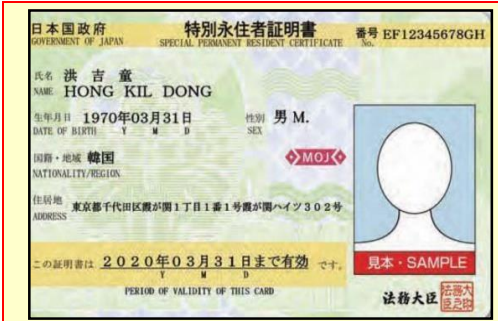 日本国政府 特別永住者証明書 番号 EF12345678GH
GOVERNMENT OF JAPAN SPECIAL PERMANENT RESIDENT CERTIFICATE No.
氏名 洪 吉 童
NAME HONG KIL DONG
生年月日 1970年03月31日 性別 男 M.
DATE OF BIRTH Y M D SEX
国籍・地域 韓国
NATIONALITY/REGION
MOJ
住居地 東京都千代田区霞が関1丁目1番1号霞が関ハイツ302号
ADDRESS
この証明書は 2020年03月31日まで有効 です。
Y M D
PERIOD OF VALIDITY OF THIS CARD
見本・SAMPLE
法務大臣 法務大臣之印